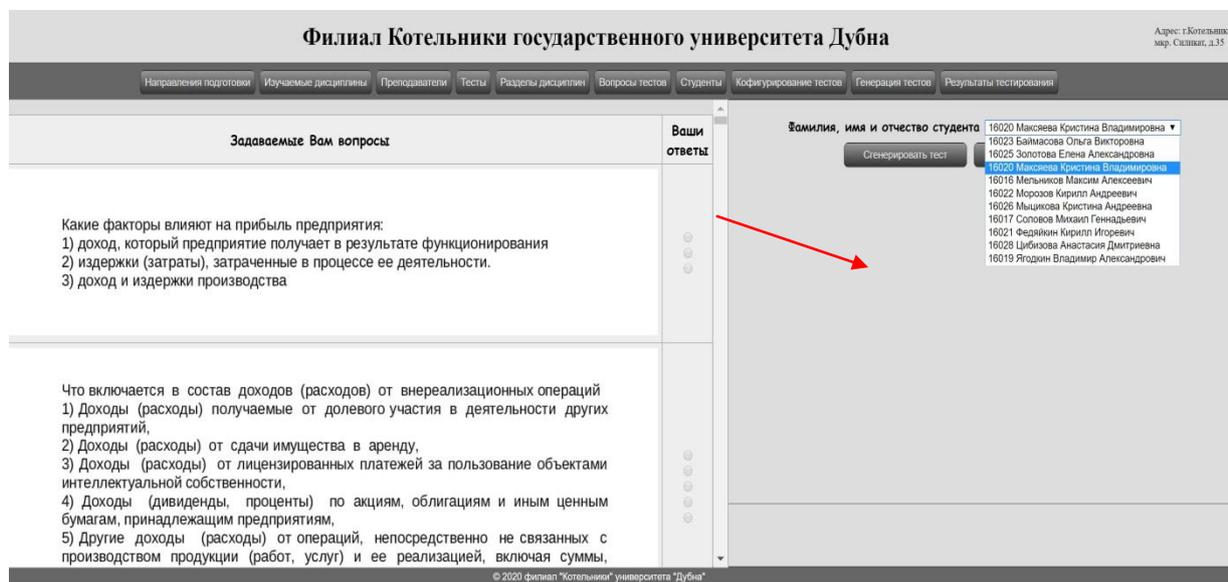 Филиал Котельники государственного университета Дубна
Адрес: г.Котельник
мкр. Силикат, д.35
Направления подготовки Изучаемые дисциплины Преподаватели Тесты Разделы дисциплин Вопросы тестов Студенты Кофигурирование тестов Генерация тестов Результаты тестирования
Задаваемые Вам вопросы
Ваши
ответы
Какие факторы влияют на прибыль предприятия:
1) доход, который предприятие получает в результате функционирования
2) издержки (затраты), затраченные в процессе ее деятельности.
3) доход и издержки производства
Что включается в состав доходов (расходов) от внереализационных операций
1) Доходы (расходы) получаемые от долевого участия в деятельности других
предприятий,
2) Доходы (расходы) от сдачи имущества в аренду,
3) Доходы (расходы) от лицензированных платежей за пользование объектами
интеллектуальной собственности,
4) Доходы (дивиденды, проценты) по акциям, облигациям и иным ценным
бумагам, принадлежащим предприятиям,
5) Другие доходы (расходы) от операций, непосредственно не связанных с
производством продукции (работ, услуг) и ее реализацией, включая суммы,
Фамилия, имя и отчество студента 16020 Максяева Кристина Владимировна
Сгенерировать тест
16023 Баймасова Ольга Викторовна
16025 Золотова Елена Александровна
16020 Максяева Кристина Владимировна
16016 Мельников Максим Алексеевич
16022 Морозов Кирилл Андреевич
16026 Мыцикова Кристина Андреевна
16017 Соповов Михаил Геннадьевич
16021 Федяйкин Кирилл Игоревич
16028 Цибизова Анастасия Дмитриевна
16019 Ягодкин Владимир Александрович
© 2020 филиал "Котельники" университета "Дубна"